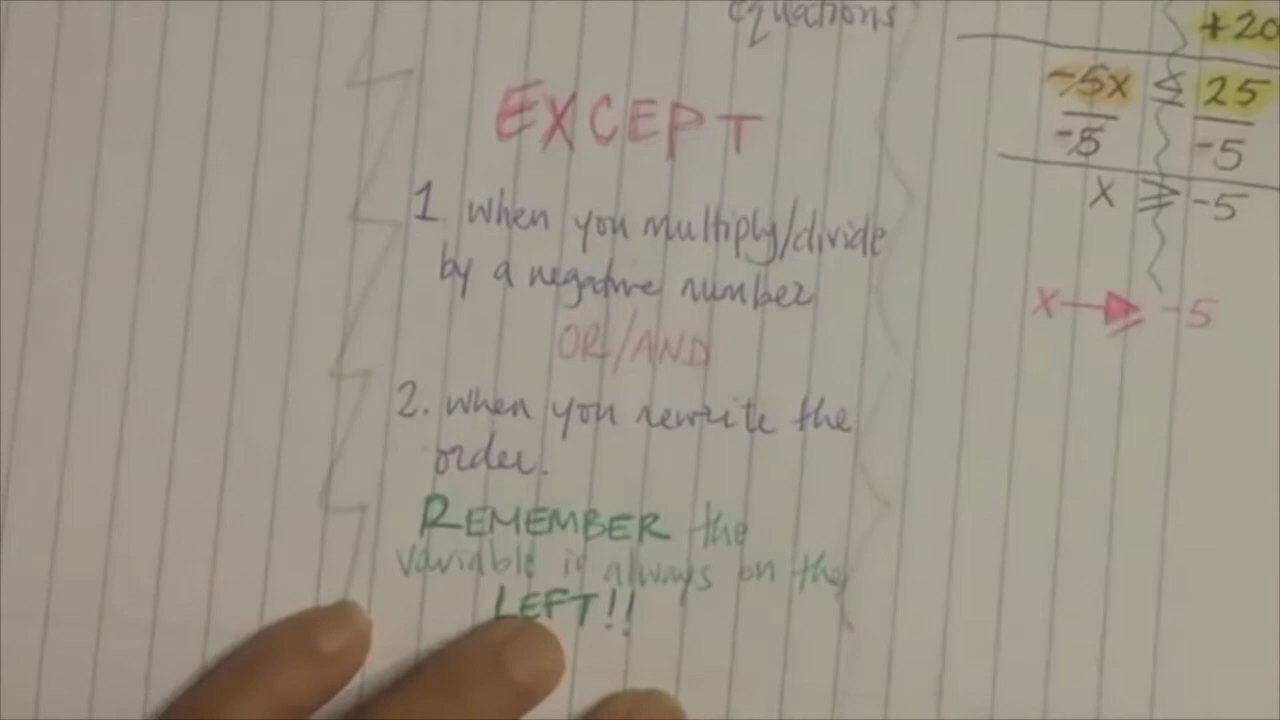 equations
EXCEPT
1. when you multiply/divide
by a negative number
OR/AND
2. when you rewrite the
order.
REMEMBER the
variable is always on the
LEFT!!
+20
-5x ≤ 25
-5 -5
x ≥ -5
x → ≥ -5